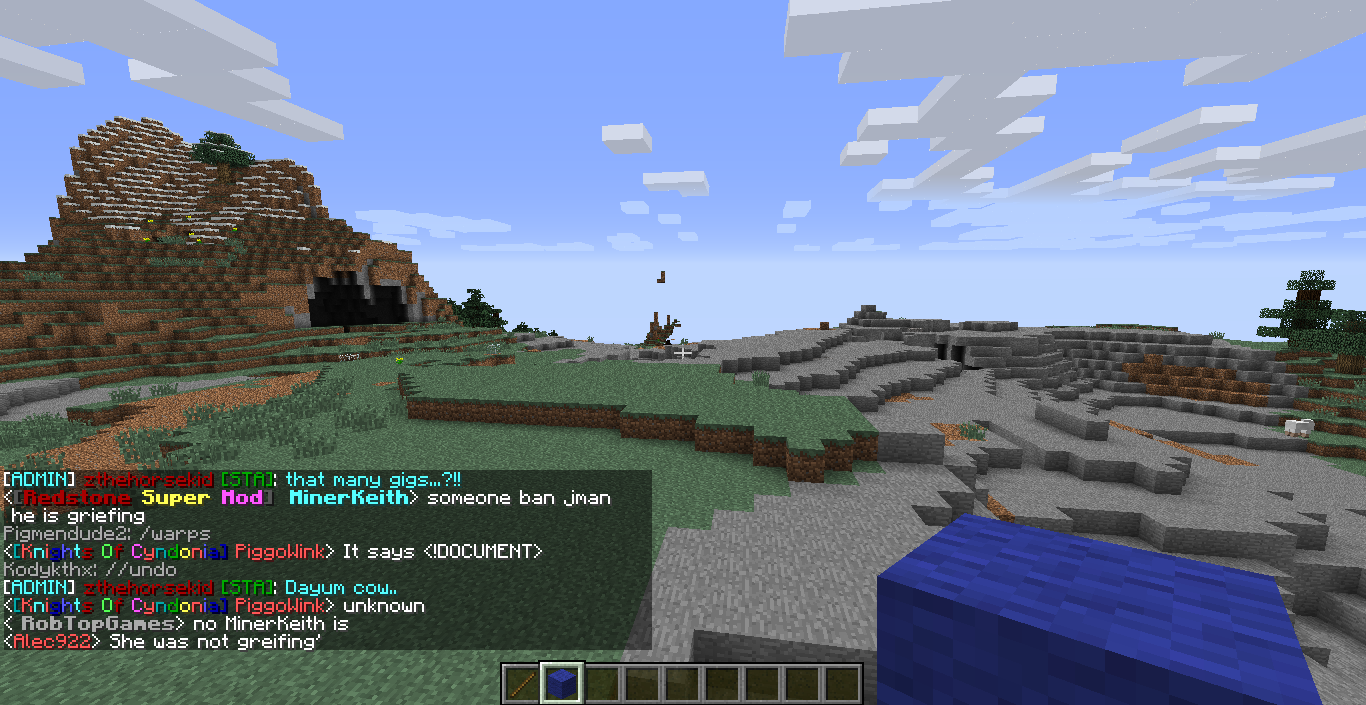 [ADMIN] zthehorsekid [STA]: that many gigs...?!!
<[Redstone Super Mod] MinerKeith> someone ban jman
he is griefing
Pigmendude2: /warps
<[Knights Of Cyndonia] PiggoWink> It says <!DOCUMENT>
Kodykthx: //undo
[ADMIN] zthehorsekid [STA]: Dayum cow..
<[Knights Of Cyndonia] PiggoWink> unknown
< RobTopGames> no MinerKeith is
<Alec922> She was not greifing'